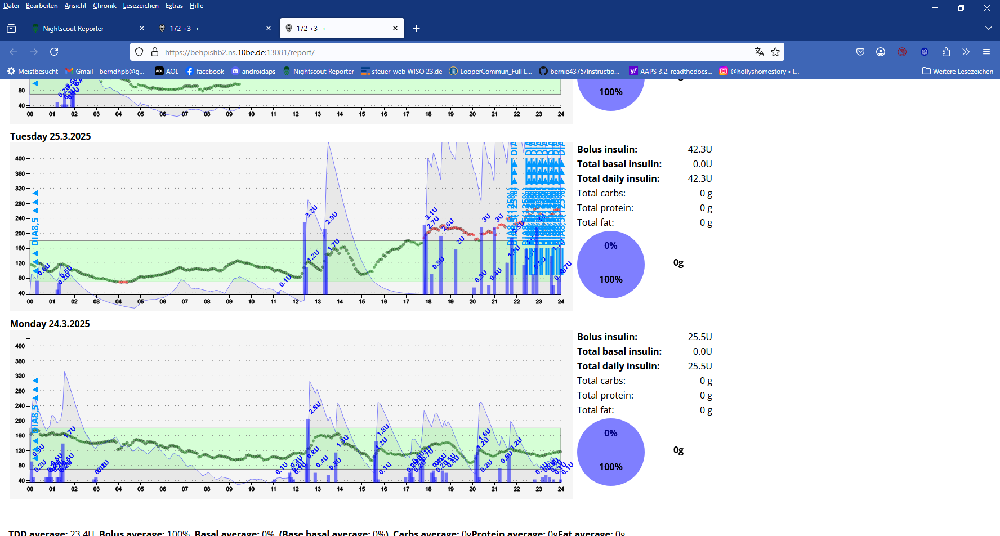 Datei Bearbeiten Ansicht Chronik Lesezeichen Extras Hilfe
Nightscout Reporter 172 +3 → 172 +3 →
https://behpishb2.ns.10be.de:13081/report/
Meistbesucht Gmail - berndhpb@g... AOL AOL facebook androidaps Nightscout Reporter steuer-web WISO 23.de LooperCommun_Full L... bernie4375/Instructio... AAPS 3.2. readthedocs... @hollyshomestory • I... Weitere Lesezeichen
80
40
0.2U
00 01 02 03 04 05 06 07 08 09 10 11 12 13 14 15 16 17 18 19 20 21 22 23 24
100%
Tuesday 25.3.2025
400
360
320
280
240
200
160
120
80
40
DIA8,5
0.6U 0.5U 0.2U 0.1U 3.2U 1.2U 2.9U 1.7U 3.1U 2.7U 0.9U 2.6U 2U 0.3U 3U 0.4U 3U 2.5U
DIA8,5(125%)
00 01 02 03 04 05 06 07 08 09 10 11 12 13 14 15 16 17 18 19 20 21 22 23 24
Bolus insulin: 42.3U
Total basal insulin: 0.0U
Total daily insulin: 42.3U
Total carbs: 0 g
Total protein: 0 g
Total fat: 0 g
0%
100%
0g
Monday 24.3.2025
400
360
320
280
240
200
160
120
80
40
DIA8,5
0.9U 0.2U 1.7U 0.1U 2.8U 0.8U 0.4U 0.3U 1.3U 1.8U 1.2U 0.1U 0.7U 0.4U 1.6U 1.2U 0.2U 0.6U 1.2U 0.1U 0.1U
00 01 02 03 04 05 06 07 08 09 10 11 12 13 14 15 16 17 18 19 20 21 22 23 24
Bolus insulin: 25.5U
Total basal insulin: 0.0U
Total daily insulin: 25.5U
Total carbs: 0 g
Total protein: 0 g
Total fat: 0 g
0%
100%
0g
TDD average: 23.4U Bolus average: 100% Basal average: 0% (Base basal average: 0%) Carbs average: 0gProtein average: 0gFat average: 0g